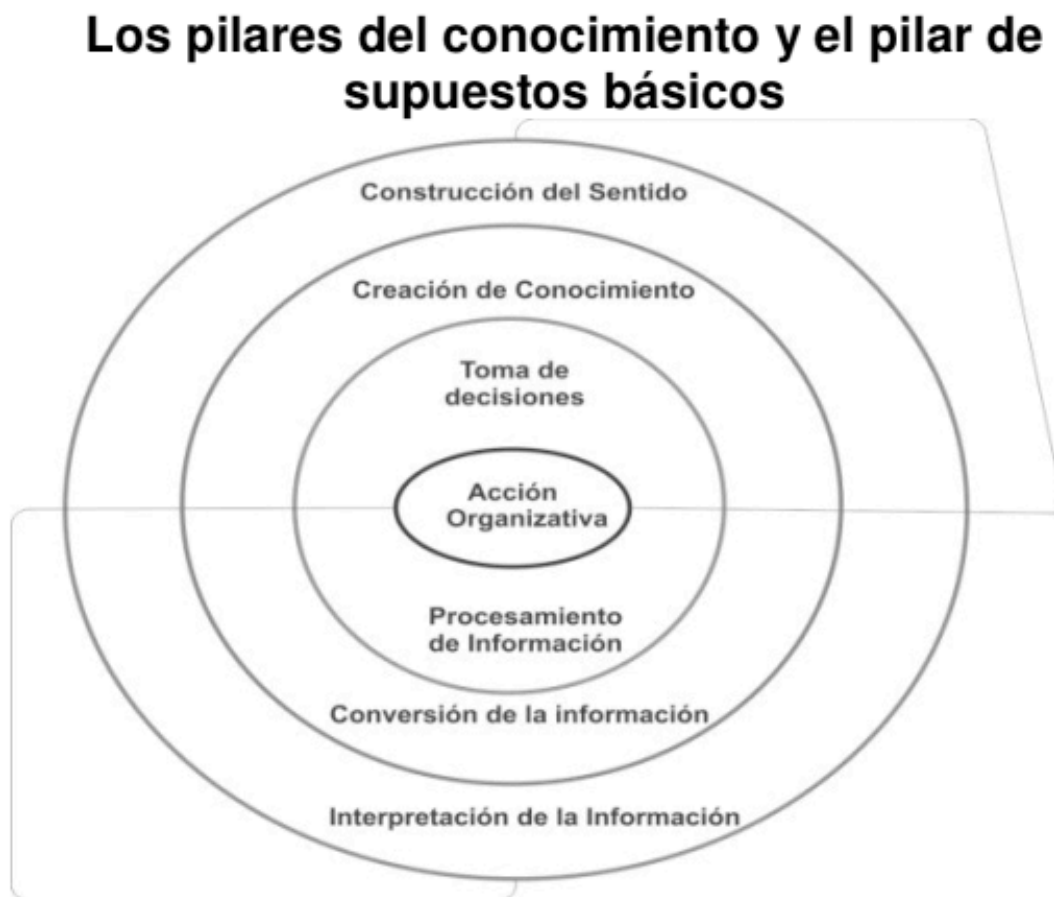 Los pilares del conocimiento y el pilar de
supuestos básicos
Construcción del Sentido
Creación de Conocimiento
Toma de
decisiones
Acción
Organizativa
Procesamiento
de Información
Conversión de la información
Interpretación de la Información